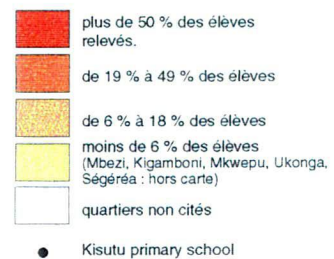 plus de 50 % des élèves
relevés.
de 19 % à 49 % des élèves
de 6 % à 18 % des élèves
moins de 6 % des élèves
(Mbezi, Kigamboni, Mkwepu, Ukonga,
Ségéréa : hors carte)
quartiers non cités
Kisutu primary school